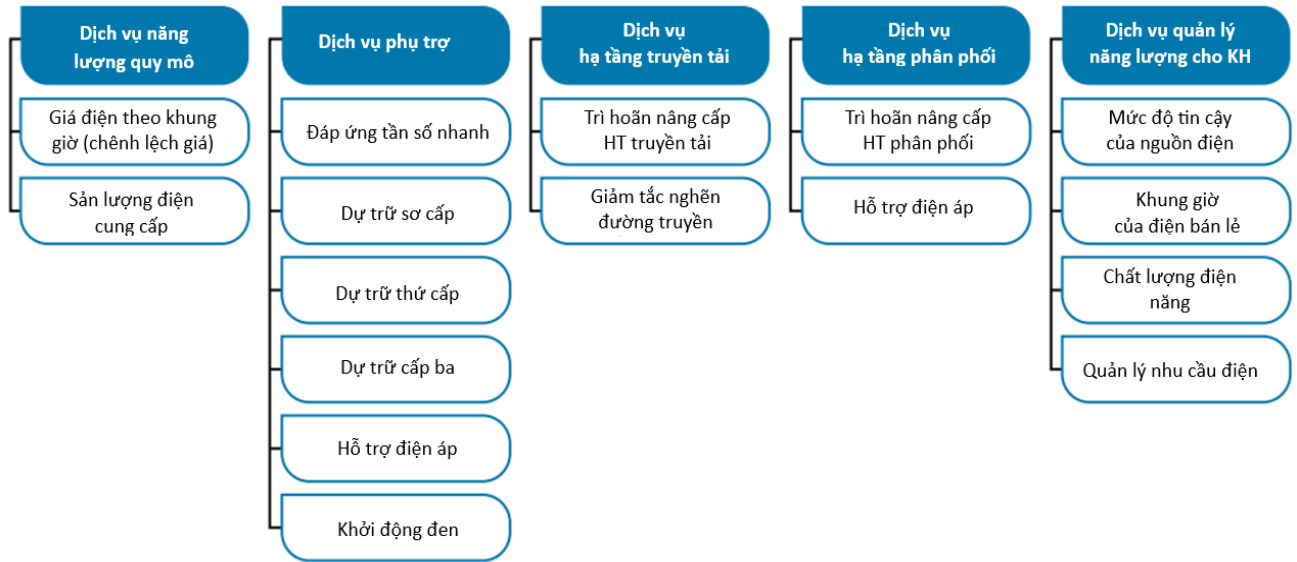 Dịch vụ năng
lượng quy mô
Giá điện theo khung
giờ (chênh lệch giá)
Sản lượng điện
cung cấp
Dịch vụ phụ trợ
Đáp ứng tần số nhanh
Dự trữ sơ cấp
Dự trữ thứ cấp
Dự trữ cấp ba
Hỗ trợ điện áp
Khởi động đen
Dịch vụ
hạ tầng truyền tải
Trì hoãn nâng cấp
HT truyền tải
Giảm tắc nghẽn
đường truyền
Dịch vụ
hạ tầng phân phối
Trì hoãn nâng cấp
HT phân phối
Hỗ trợ điện áp
Dịch vụ quản lý
năng lượng cho KH
Mức độ tin cậy
của nguồn điện
Khung giờ
của điện bán lẻ
Chất lượng điện
năng
Quản lý nhu cầu điện